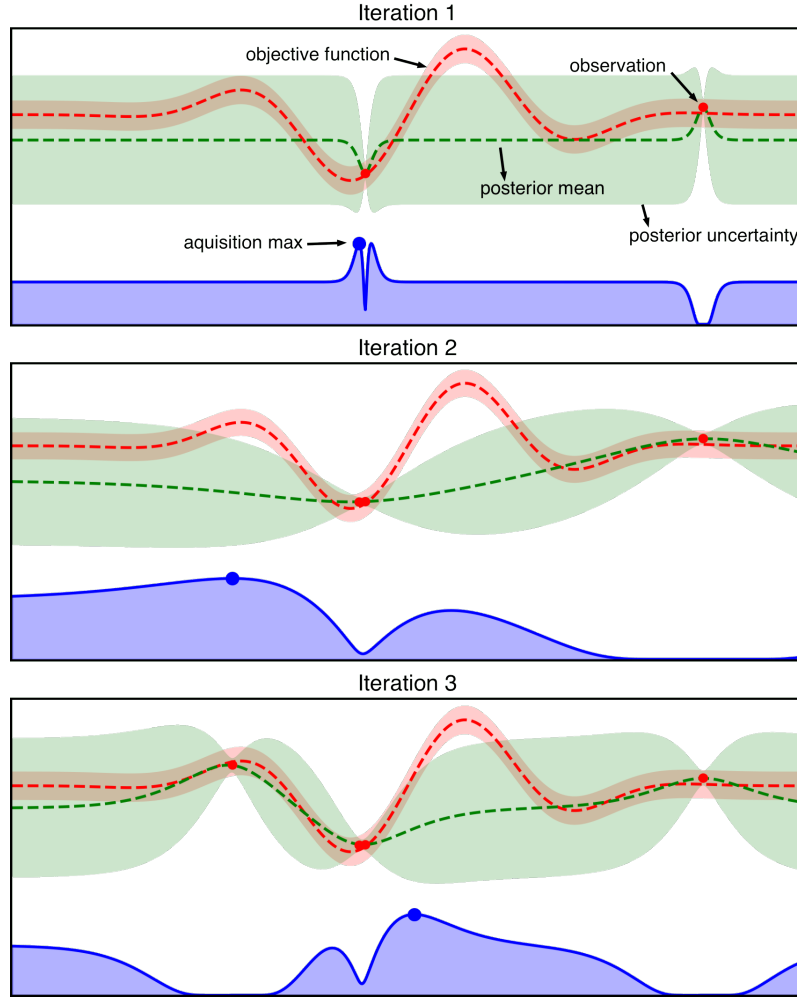 Iteration 1
objective function
observation
posterior mean
posterior uncertainty
aquisition max
Iteration 2
Iteration 3